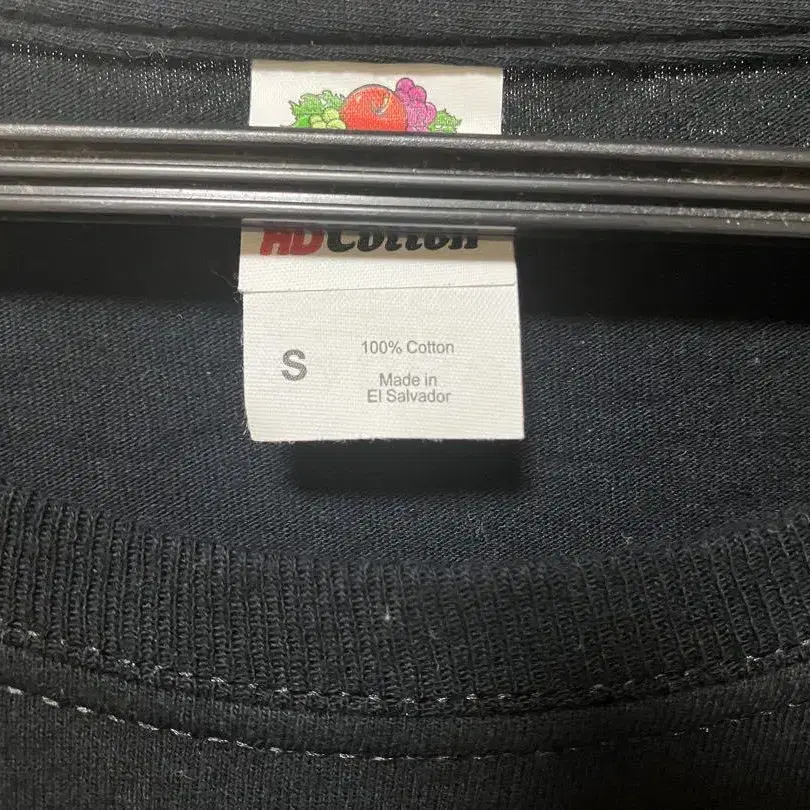 HD Cotton
S
100% Cotton
Made in
El Salvador